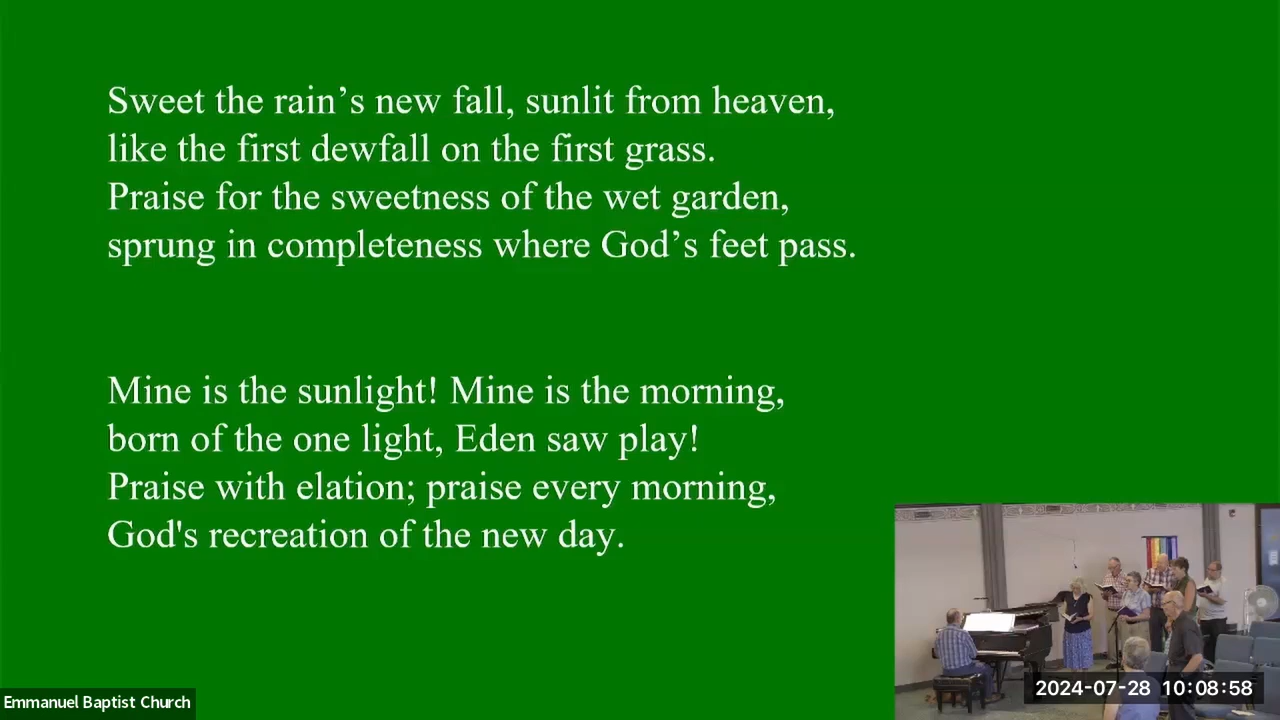 Sweet the rain’s new fall, sunlit from heaven,
like the first dewfall on the first grass.
Praise for the sweetness of the wet garden,
sprung in completeness where God’s feet pass.
Mine is the sunlight! Mine is the morning,
born of the one light, Eden saw play!
Praise with elation; praise every morning,
God's recreation of the new day.
Emmanuel Baptist Church
2024-07-28 10:08:58